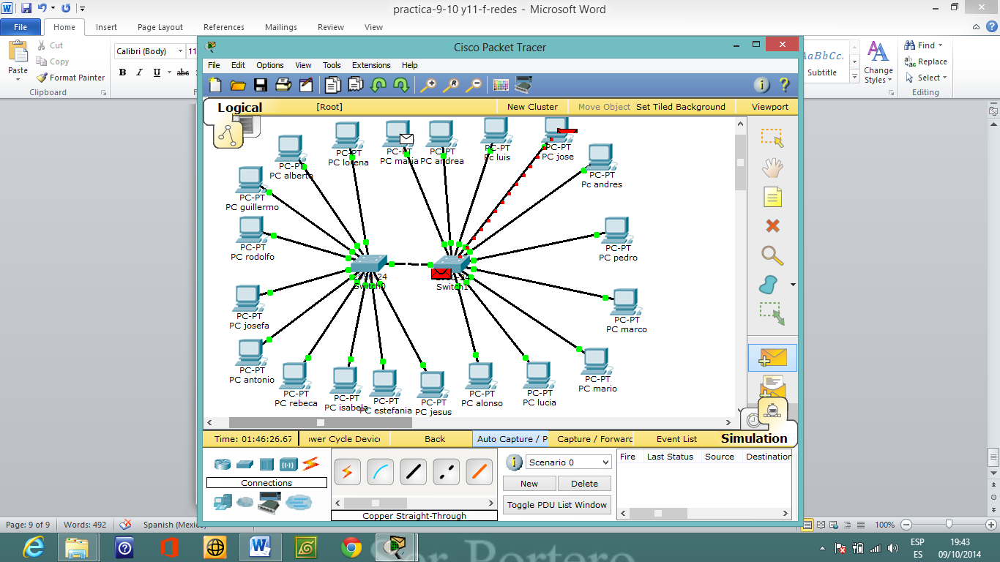 practica-9-10 y11-f-redes - Microsoft Word
File Home Insert Page Layout References Mailings Review View
Paste
Cut
Copy
Format Painter
Clipboard
Calibri (Body) 11
B I U abc
AaBbCcI
Subtitle
Change
Styles
Find
Replace
Select
Editing
Cisco Packet Tracer
File Edit Options View Tools Extensions Help
Logical [Root] New Cluster Move Object Set Tiled Background Viewport
PC-PT
PC alberto
PC-PT
PC lorena
PC-PT
PC maria
PC-PT
PC andrea
PC-PT
Pc luis
PC-PT
PC jose
PC-PT
Pc andres
PC-PT
PC guillermo
PC-PT
PC rodolfo
PC-PT
PC pedro
Switch0
Switch1
PC-PT
PC josefa
PC-PT
PC marco
PC-PT
PC antonio
PC-PT
PC rebeca
PC-PT
PC isabela
PC-PT
PC estefania
PC-PT
PC jesus
PC-PT
PC alonso
PC-PT
PC lucia
PC-PT
PC mario
Time: 01:46:26.67 wer Cycle Device Back Auto Capture / P Capture / Forward Event List Simulation
Connections
Copper Straight-Through
Scenario 0
New Delete
Toggle PDU List Window
Fire Last Status Source Destination
Page: 9 of 9 Words: 492 Spanish (Mexic 100%
Sor Portero
ESP
ES
19:43
09/10/2014